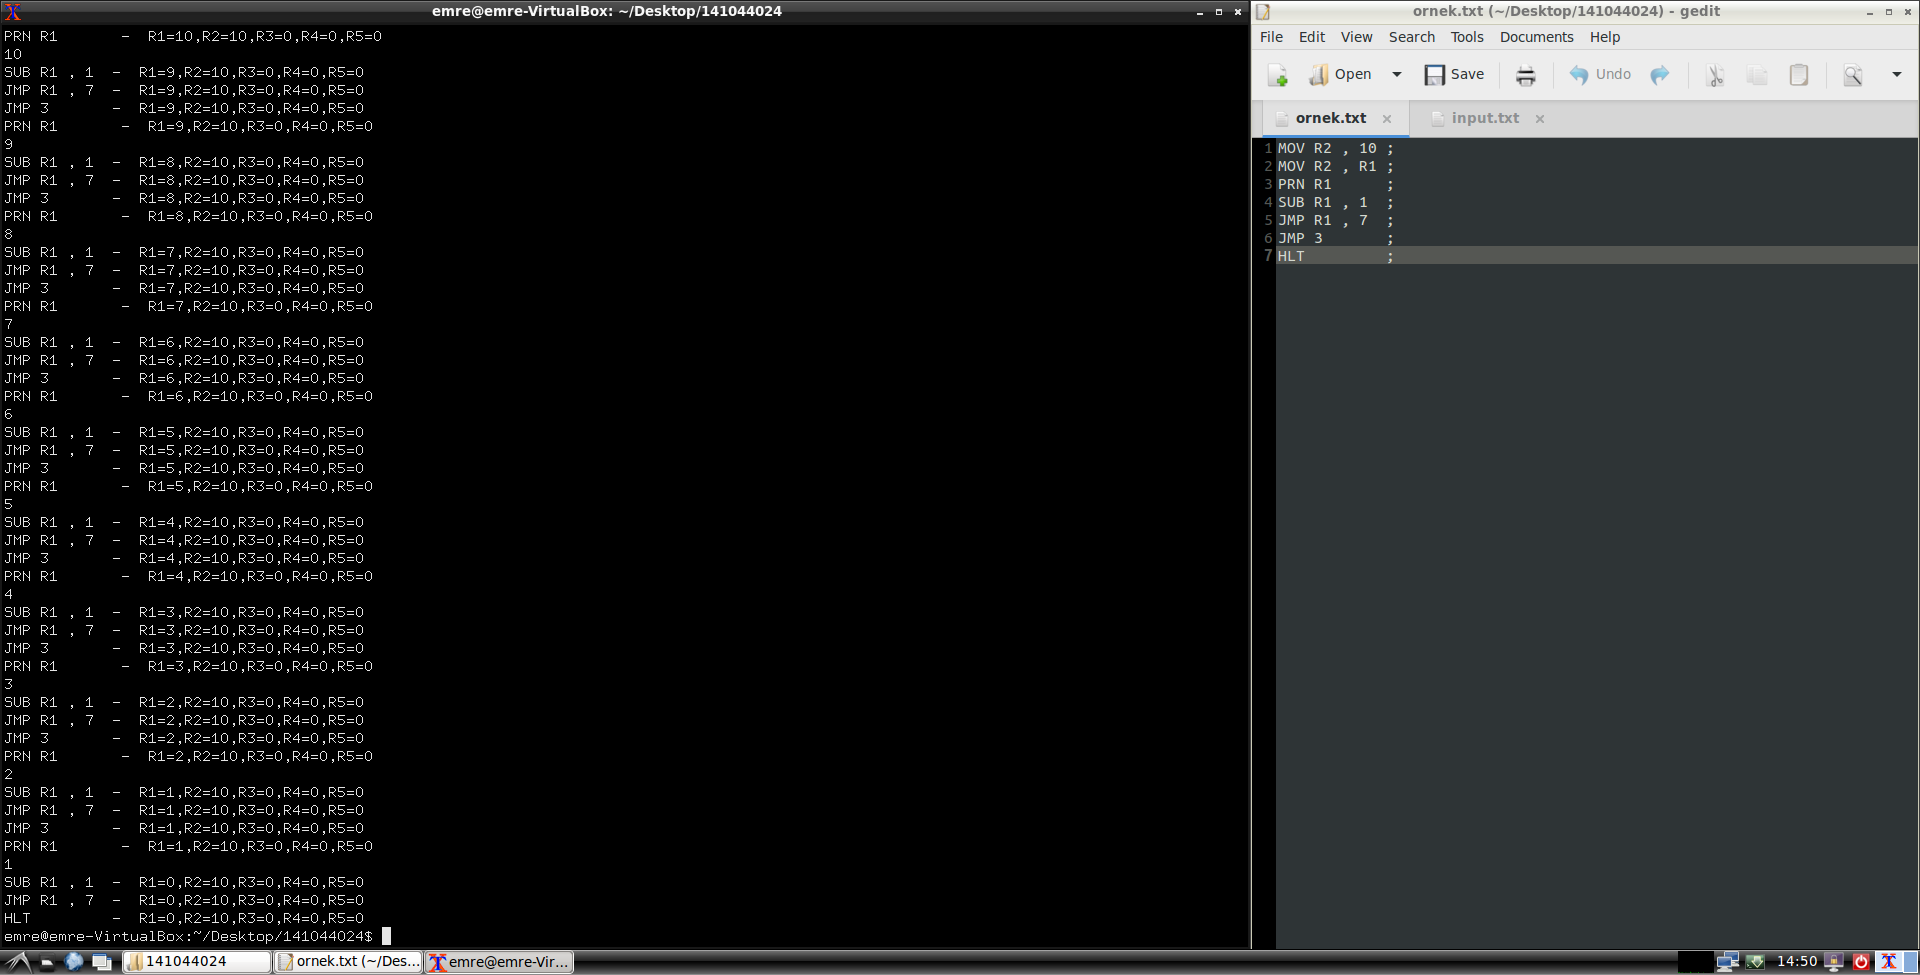 emre@emre-VirtualBox: ~/Desktop/141044024
PRN R1       -  R1=10,R2=10,R3=0,R4=0,R5=0
10
SUB R1 , 1  -  R1=9,R2=10,R3=0,R4=0,R5=0
JMP R1 , 7  -  R1=9,R2=10,R3=0,R4=0,R5=0
JMP 3       -  R1=9,R2=10,R3=0,R4=0,R5=0
PRN R1       -  R1=9,R2=10,R3=0,R4=0,R5=0
9
SUB R1 , 1  -  R1=8,R2=10,R3=0,R4=0,R5=0
JMP R1 , 7  -  R1=8,R2=10,R3=0,R4=0,R5=0
JMP 3       -  R1=8,R2=10,R3=0,R4=0,R5=0
PRN R1       -  R1=8,R2=10,R3=0,R4=0,R5=0
8
SUB R1 , 1  -  R1=7,R2=10,R3=0,R4=0,R5=0
JMP R1 , 7  -  R1=7,R2=10,R3=0,R4=0,R5=0
JMP 3       -  R1=7,R2=10,R3=0,R4=0,R5=0
PRN R1       -  R1=7,R2=10,R3=0,R4=0,R5=0
7
SUB R1 , 1  -  R1=6,R2=10,R3=0,R4=0,R5=0
JMP R1 , 7  -  R1=6,R2=10,R3=0,R4=0,R5=0
JMP 3       -  R1=6,R2=10,R3=0,R4=0,R5=0
PRN R1       -  R1=6,R2=10,R3=0,R4=0,R5=0
6
SUB R1 , 1  -  R1=5,R2=10,R3=0,R4=0,R5=0
JMP R1 , 7  -  R1=5,R2=10,R3=0,R4=0,R5=0
JMP 3       -  R1=5,R2=10,R3=0,R4=0,R5=0
PRN R1       -  R1=5,R2=10,R3=0,R4=0,R5=0
5
SUB R1 , 1  -  R1=4,R2=10,R3=0,R4=0,R5=0
JMP R1 , 7  -  R1=4,R2=10,R3=0,R4=0,R5=0
JMP 3       -  R1=4,R2=10,R3=0,R4=0,R5=0
PRN R1       -  R1=4,R2=10,R3=0,R4=0,R5=0
4
SUB R1 , 1  -  R1=3,R2=10,R3=0,R4=0,R5=0
JMP R1 , 7  -  R1=3,R2=10,R3=0,R4=0,R5=0
JMP 3       -  R1=3,R2=10,R3=0,R4=0,R5=0
PRN R1       -  R1=3,R2=10,R3=0,R4=0,R5=0
3
SUB R1 , 1  -  R1=2,R2=10,R3=0,R4=0,R5=0
JMP R1 , 7  -  R1=2,R2=10,R3=0,R4=0,R5=0
JMP 3       -  R1=2,R2=10,R3=0,R4=0,R5=0
PRN R1       -  R1=2,R2=10,R3=0,R4=0,R5=0
2
SUB R1 , 1  -  R1=1,R2=10,R3=0,R4=0,R5=0
JMP R1 , 7  -  R1=1,R2=10,R3=0,R4=0,R5=0
JMP 3       -  R1=1,R2=10,R3=0,R4=0,R5=0
PRN R1       -  R1=1,R2=10,R3=0,R4=0,R5=0
1
SUB R1 , 1  -  R1=0,R2=10,R3=0,R4=0,R5=0
JMP R1 , 7  -  R1=0,R2=10,R3=0,R4=0,R5=0
HLT         -  R1=0,R2=10,R3=0,R4=0,R5=0
emre@emre-VirtualBox:~/Desktop/141044024$
ornek.txt (~/Desktop/141044024) - gedit
File Edit View Search Tools Documents Help
Open Save Undo
ornek.txt × input.txt ×
1 MOV R2 , 10 ;
2 MOV R2 , R1 ;
3 PRN R1      ;
4 SUB R1 , 1  ;
5 JMP R1 , 7  ;
6 JMP 3       ;
7 HLT         ;
141044024 ornek.txt (~/Des... emre@emre-Vir... 14:50